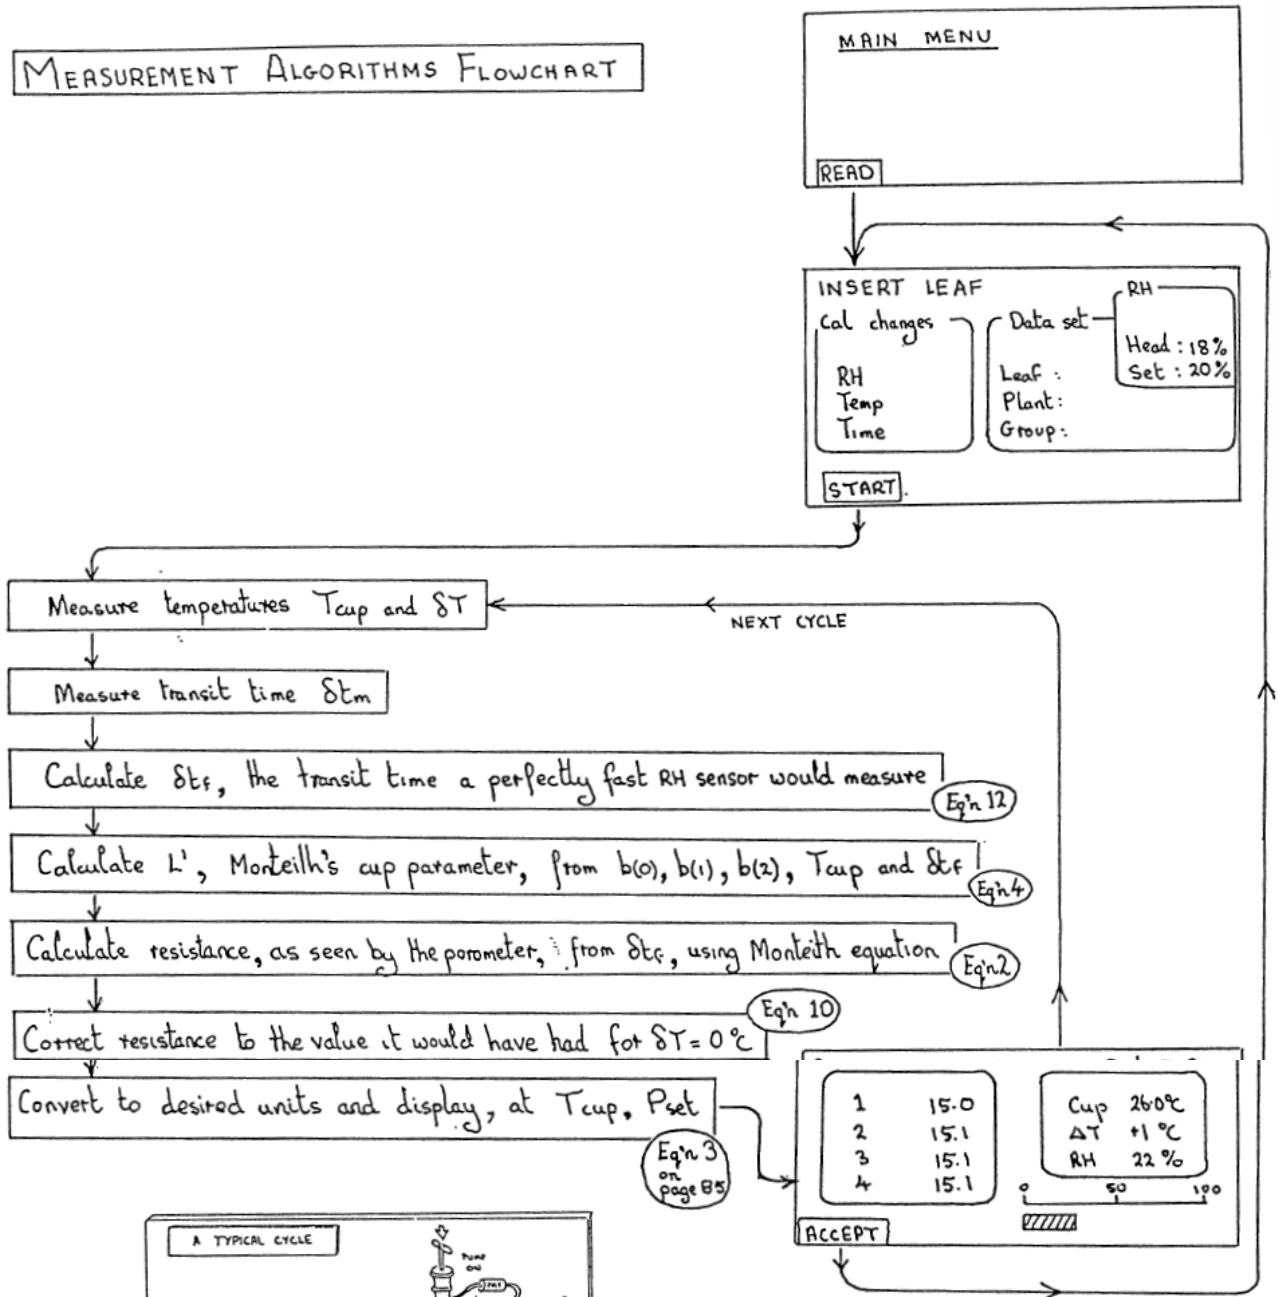 MEASUREMENT ALGORITHMS FLOWCHART
MAIN MENU
READ
INSERT LEAF
Cal changes
RH
Temp
Time
Data set
Leaf :
Plant:
Group:
RH
Head : 18%
Set : 20%
START.
Measure temperatures Tcup and δT
NEXT CYCLE
Measure transit time δtm
Calculate δtf, the transit time a perfectly fast RH sensor would measure
Eq'n 12
Calculate L', Monteilh's cup parameter, from b(0), b(1), b(2), Tcup and δtf
Eq'n 4
Calculate resistance, as seen by the porometer, from δtf, using Monteith equation
Eq'n 2
Eq'n 10
Correct resistance to the value it would have had for δT = 0 °c
Convert to desired units and display, at Tcup, Pset
Eq'n 3
on
page 85
1 15.0
2 15.1
3 15.1
4 15.1
Cup 26.0°C
ΔT +1 °C
RH 22 %
0 50 100
ACCEPT
A TYPICAL CYCLE
PUMP
ON